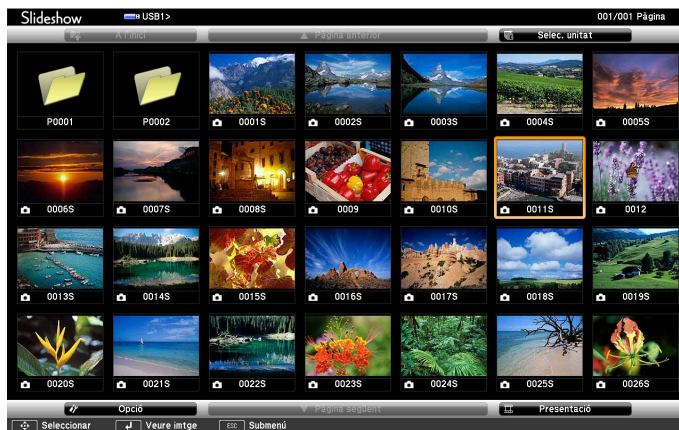 Slideshow USB1> 001/001 Pàgina
A l'inici Pàgina anterior Selec. unitat
P0001 P0002 0001S 0002S 0003S 0004S 0005S
0006S 0007S 0008S 0009 0010S 0011S 0012
0013S 0014S 0015S 0016S 0017S 0018S 0019S
0020S 0021S 0022S 0023S 0024S 0025S 0026S
Opció Pàgina següent Presentació
Seleccionar Veure imtge ESC Submenú